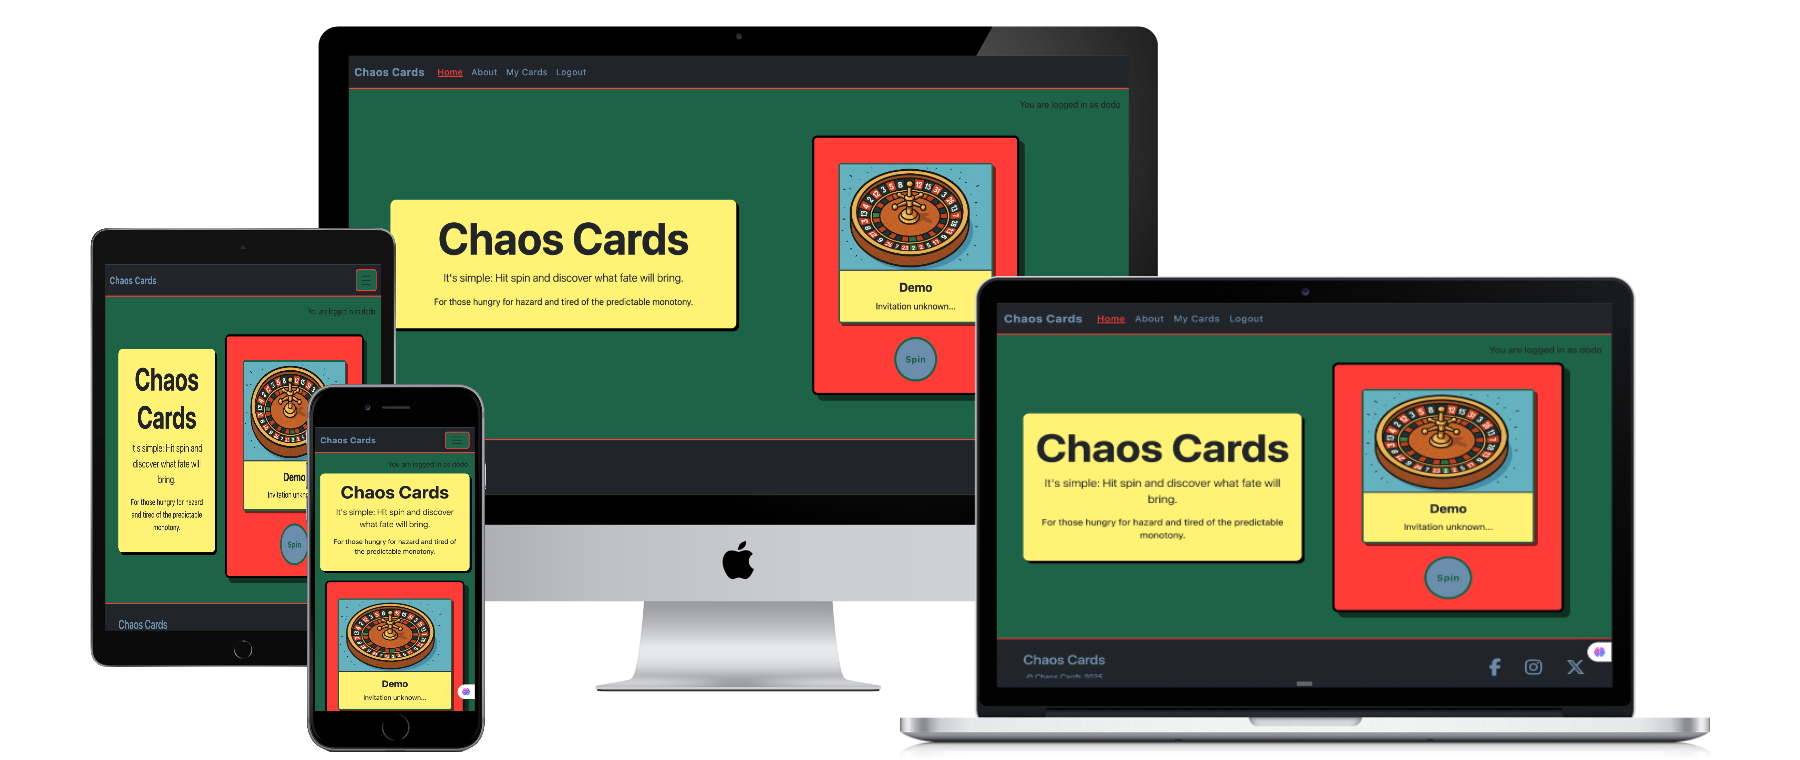 Chaos Cards Home About My Cards Logout
You are logged in as dodo
Chaos Cards
It's simple: Hit spin and discover what fate will bring.
For those hungry for hazard and tired of the predictable monotony.
Demo
Invitation unknown...
Spin
Chaos Cards
You are logged in as dodo
Chaos
Cards
t's simple: Hit spin and
discover what fate will
bring.
For those hungry for hazard
and tired of the predictable
monotony.
Demo
Invitation unkn
Spin
Chaos Cards
Chaos Cards
You are logged in as dodo
Chaos Cards
It's simple: Hit spin and discover
what fate will bring.
For those hungry for hazard and tired of
the predictable monotony.
Demo
Invitation unknown...
Chaos Cards Home About My Cards Logout
You are logged in as dodo
Chaos Cards
It's simple: Hit spin and discover what fate will
bring.
For those hungry for hazard and tired of the predictable
monotony.
Demo
Invitation unknown...
Spin
Chaos Cards
© Chaos Cards 2025